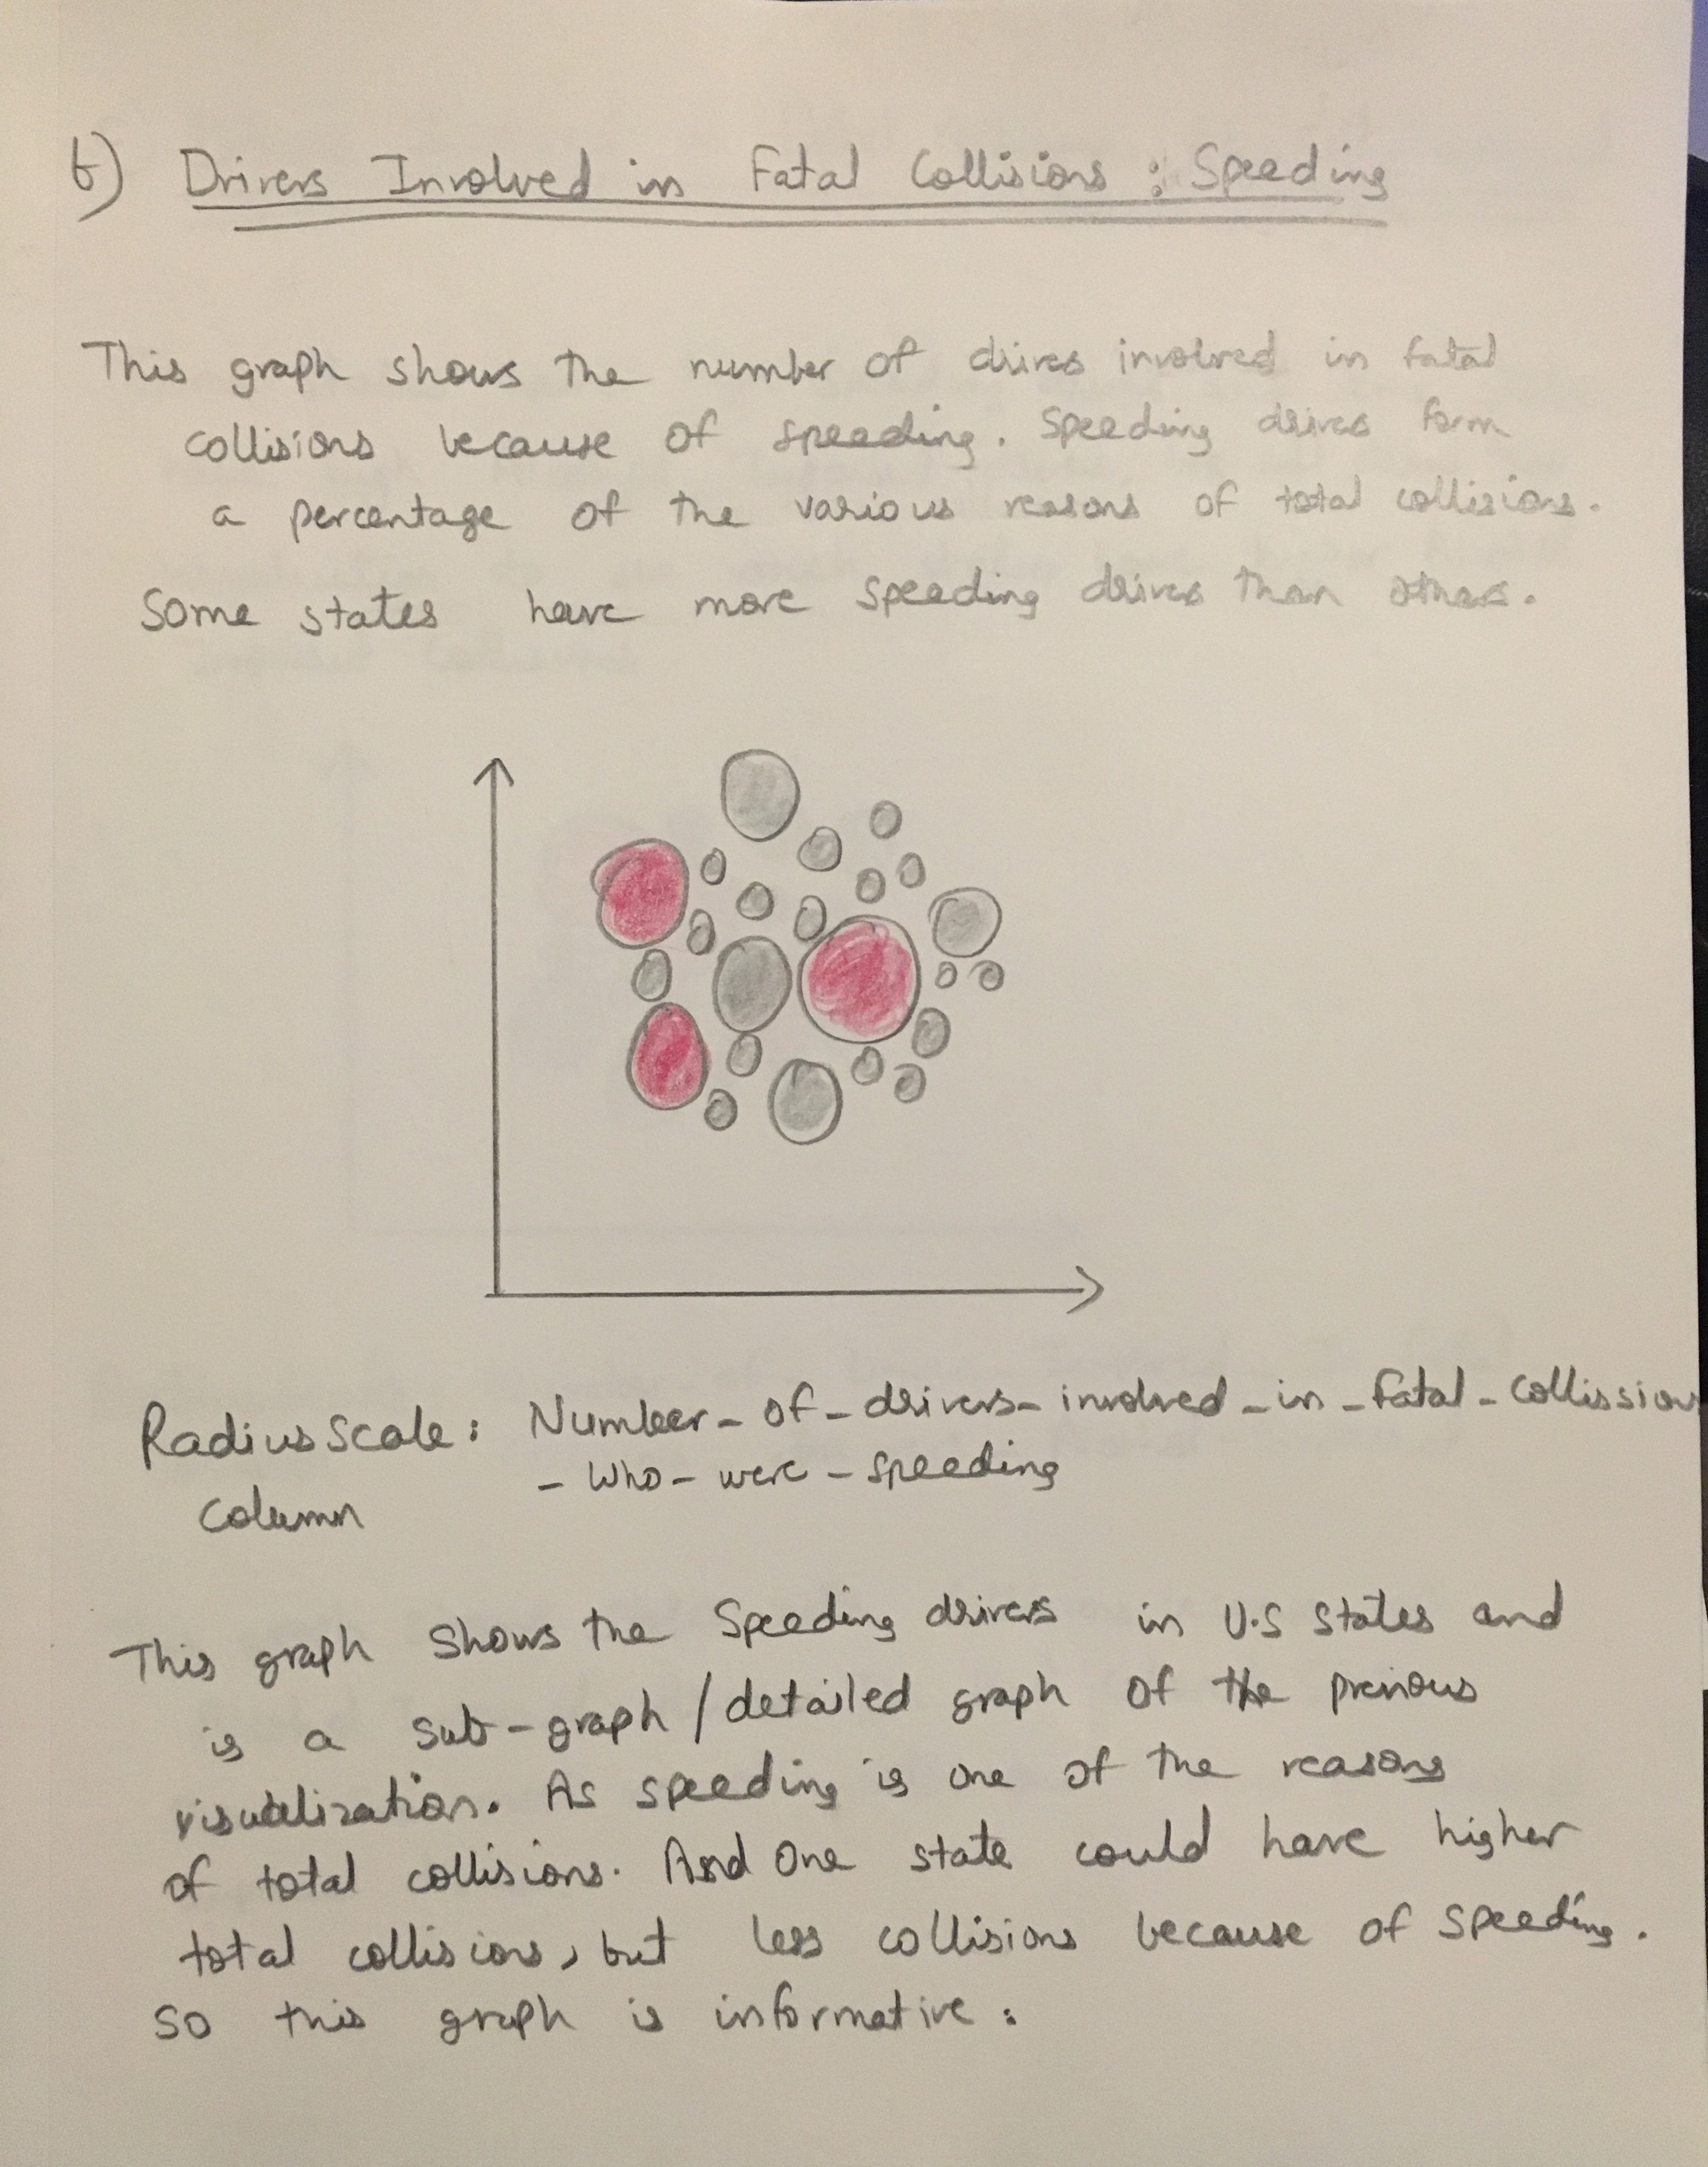 b) Drivers Involved in Fatal Collisions : Speeding
This graph shows the number of drives involved in fatal
collisions because of speeding. Speeding drives form
a percentage of the various reasons of total collisions.
Some states have more speeding drives than others.
Radius Scale : Number_of_drivers_involved_in_Fatal_Collission
_Who_were_speeding
Column
This graph shows the Speeding drivers in U.S States and
is a sub-graph/detailed graph of the previous
visualization. As speeding is one of the reasons
of total collisions. And One state could have higher
total collisions, but less collisions because of speeding.
So this graph is informative :